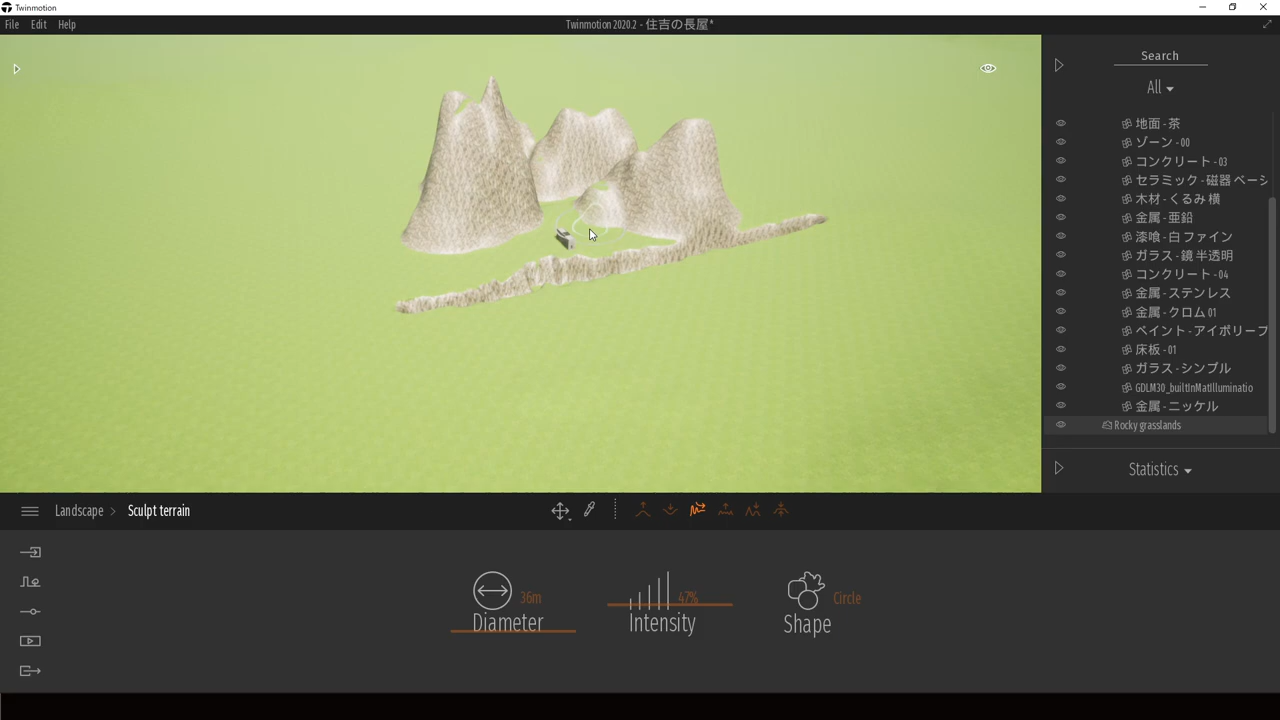 Twinmotion
File Edit Help
Twinmotion 2020.2 - 住吉の長屋*
Search
All
地面 - 茶
ゾーン - 00
コンクリート - 03
セラミック - 磁器 ベーシ
木材 - くるみ 横
金属 - 亜鉛
漆喰 - 白 ファイン
ガラス - 鏡 半透明
コンクリート - 04
金属 - ステンレス
金属 - クロム 01
ペイント - アイボリーブ
床板 - 01
ガラス - シンプル
GDLM30_builtInMatIlluminatio
金属 - ニッケル
Rocky grasslands
Statistics
Landscape > Sculpt terrain
36m
Diameter
47%
Intensity
Circle
Shape